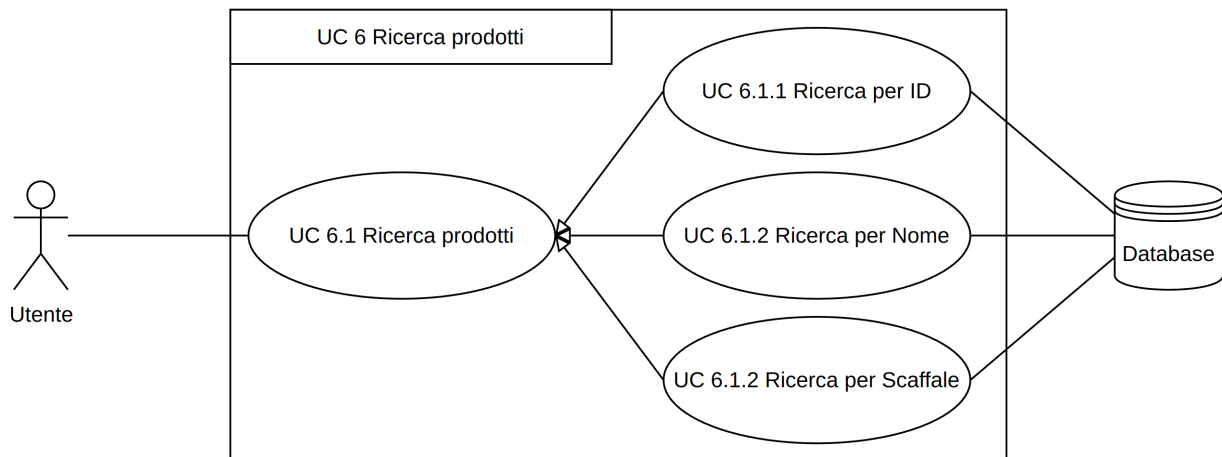 UC 6 Ricerca prodotti
UC 6.1.1 Ricerca per ID
UC 6.1 Ricerca prodotti
UC 6.1.2 Ricerca per Nome
Database
Utente
UC 6.1.2 Ricerca per Scaffale